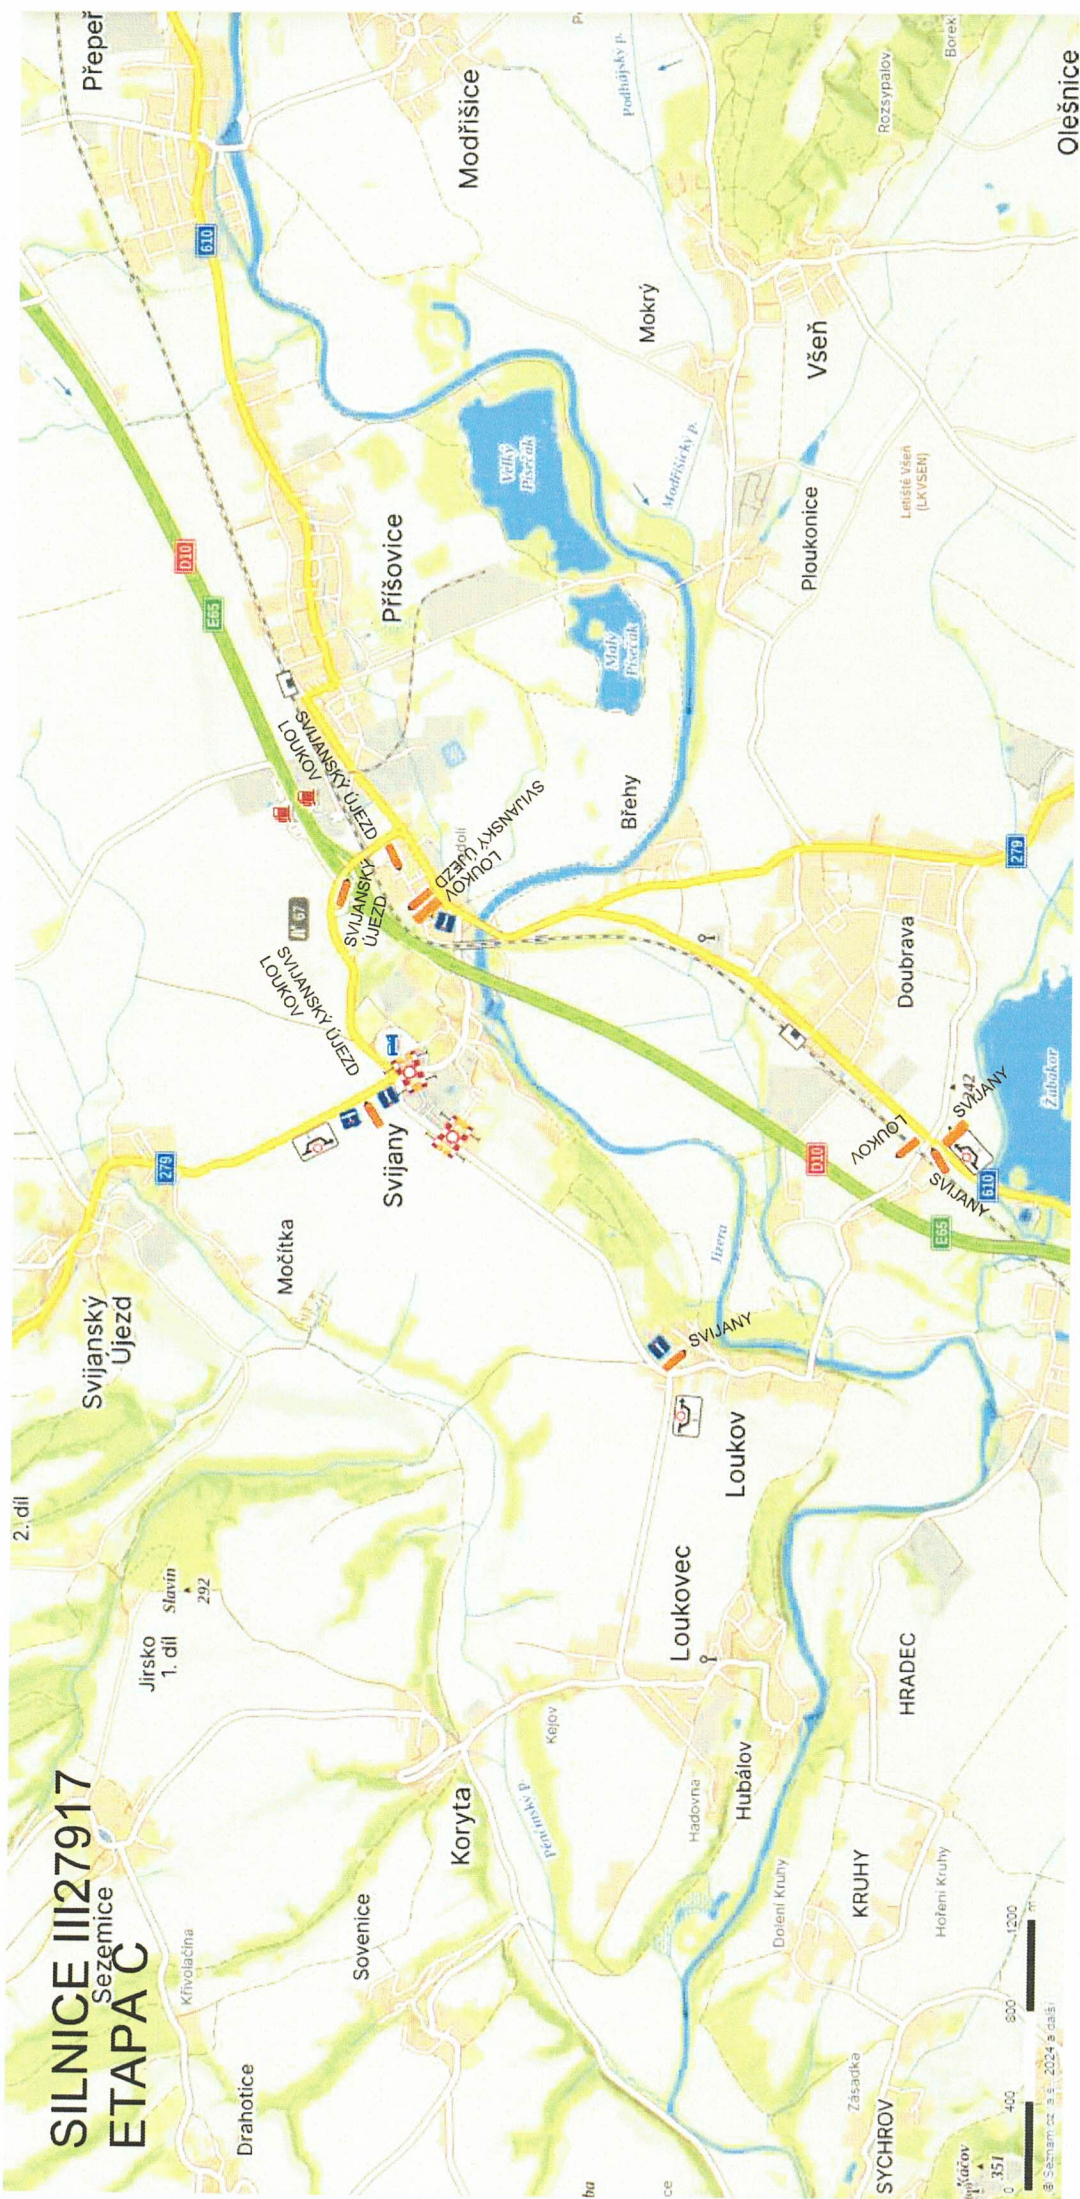 SILNICE III27917
ETAPA C
Sezemice
Křivolačina
Drahotice
Sovenice
Koryta
Pěnčínský p.
Kejov
Hadovna
Hubálov
Loukovec
Loukov
Dolení Kruhy
KRUHY
Hoření Kruhy
HRADEC
Zásadka
SYCHROV
Káčov
351
0
400
800
1200
m
2. díl
Jirsko
1. díl
Slavín
292
Svijanský
Újezd
Močítka
279
Svijany
SVIJANSKÝ ÚJEZD
LOUKOV
67
SVIJANSKÝ
ÚJEZD
SVIJANSKÝ ÚJEZD
LOUKOV
SVIJANSKÝ ÚJEZD
LOUKOV
SVIJANY
Jizera
D10
E65
LOUKOV
SVIJANY
SVIJANY
610
242
Žabakor
Doubrava
279
Břehy
Malý
Písečák
Velký
Písečák
Příšovice
D10
E65
610
Přepeř
Modřišice
Mokrý
Všeň
Ploukonice
Modřišický p.
Letiště Všeň
(LKVSEN)
Podhájský p.
Rozsypalov
Borek
Olešnice
© Seznam.cz, a.s., 2024 a další